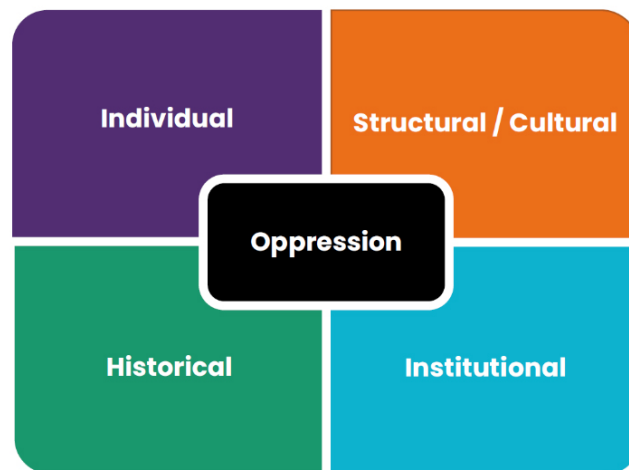 Individual
Structural / Cultural
Oppression
Historical
Institutional